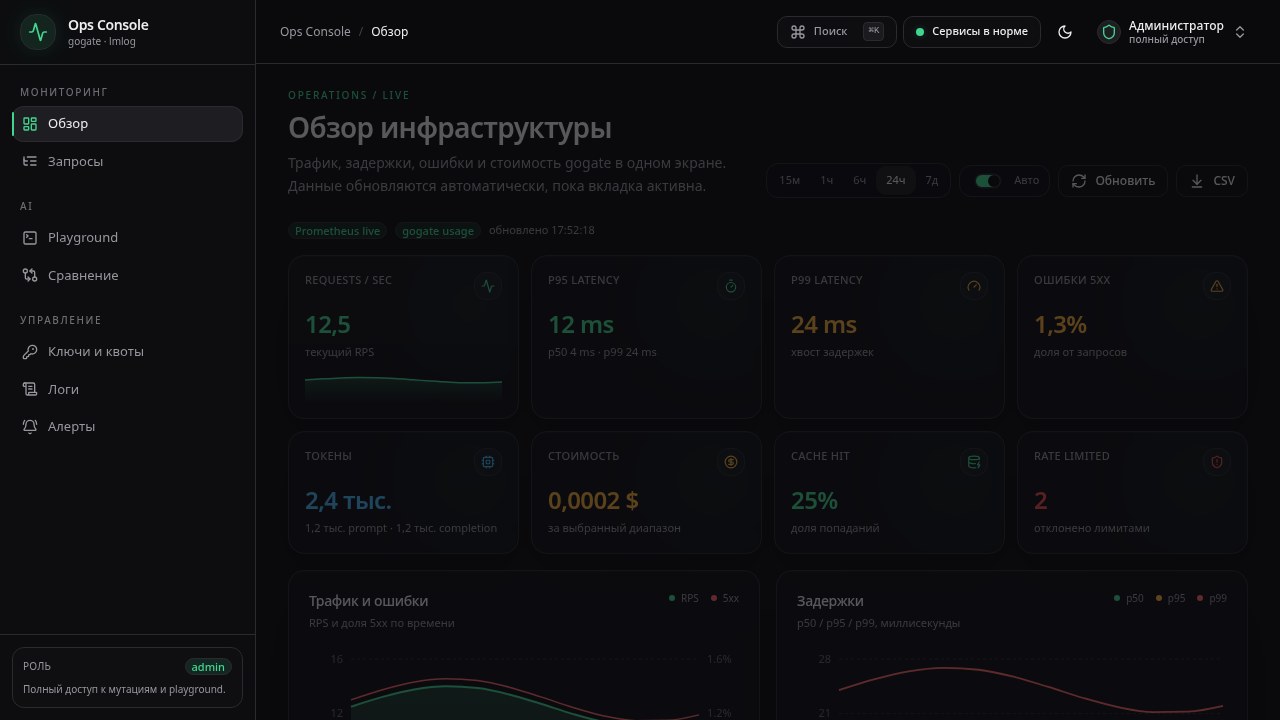 Ops Console
gogate · lmlog
Ops Console / Обзор
Поиск ⌘K
Сервисы в норме
Администратор
полный доступ
МОНИТОРИНГ
Обзор
Запросы
AI
Playground
Сравнение
УПРАВЛЕНИЕ
Ключи и квоты
Логи
Алерты
РОЛЬ admin
Полный доступ к мутациям и playground.
OPERATIONS / LIVE
Обзор инфраструктуры
Трафик, задержки, ошибки и стоимость gogate в одном экране.
Данные обновляются автоматически, пока вкладка активна.
15м 1ч 6ч 24ч 7д Авто Обновить CSV
Prometheus live gogate usage обновлено 17:52:18
REQUESTS / SEC
12,5
текущий RPS
P95 LATENCY
12 ms
p50 4 ms · p99 24 ms
P99 LATENCY
24 ms
хвост задержек
ОШИБКИ 5XX
1,3%
доля от запросов
ТОКЕНЫ
2,4 тыс.
1,2 тыс. prompt · 1,2 тыс. completion
СТОИМОСТЬ
0,0002 $
за выбранный диапазон
CACHE HIT
25%
доля попаданий
RATE LIMITED
2
отклонено лимитами
Трафик и ошибки
RPS 5xx
RPS и доля 5xx по времени
16 1.6%
12 1.2%
Задержки
p50 p95 p99
p50 / p95 / p99, миллисекунды
28
21